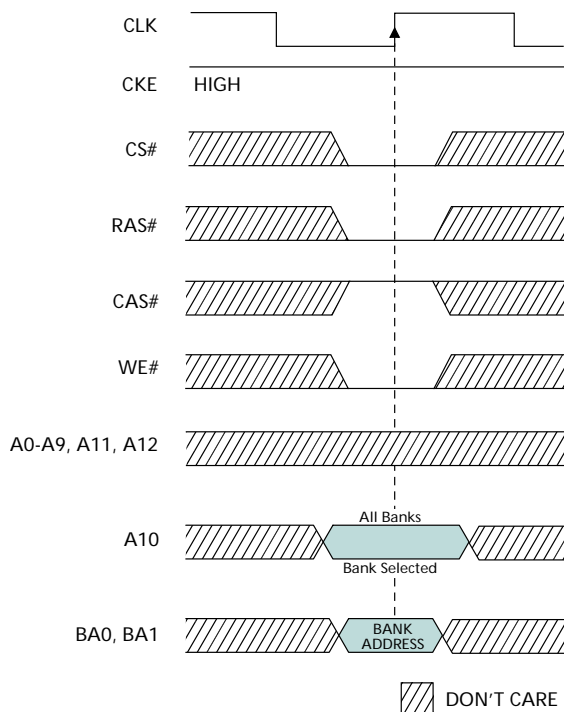 CLK
CKE HIGH
CS#
RAS#
CAS#
WE#
A0-A9, A11, A12
All Banks
A10
Bank Selected
BA0, BA1
BANK
ADDRESS
DON'T CARE